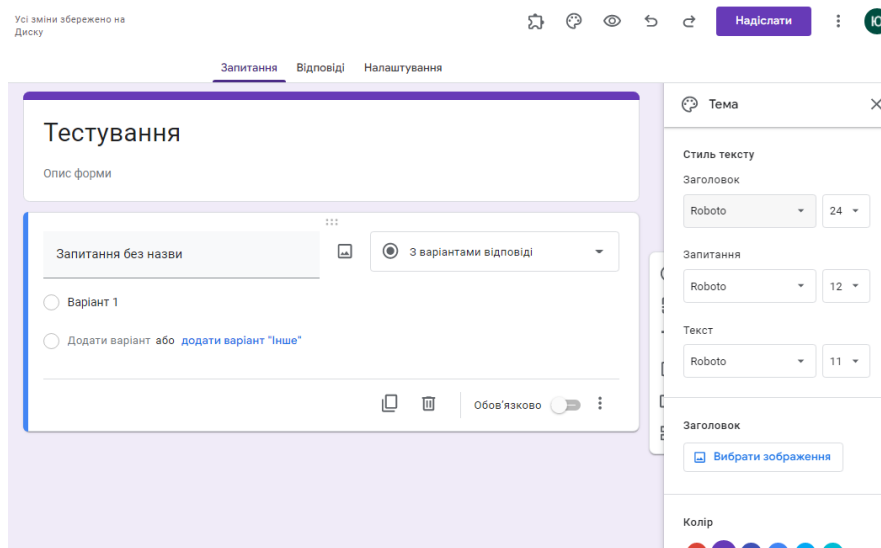 Усі зміни збережено на
Диску
Надіслати
Ю
Запитання Відповіді Налаштування
Тестування
Опис форми
Запитання без назви
З варіантами відповіді
Варіант 1
Додати варіант або додати варіант "Інше"
Обов'язково
Тема
Стиль тексту
Заголовок
Roboto 24
Запитання
Roboto 12
Текст
Roboto 11
Заголовок
Вибрати зображення
Колір